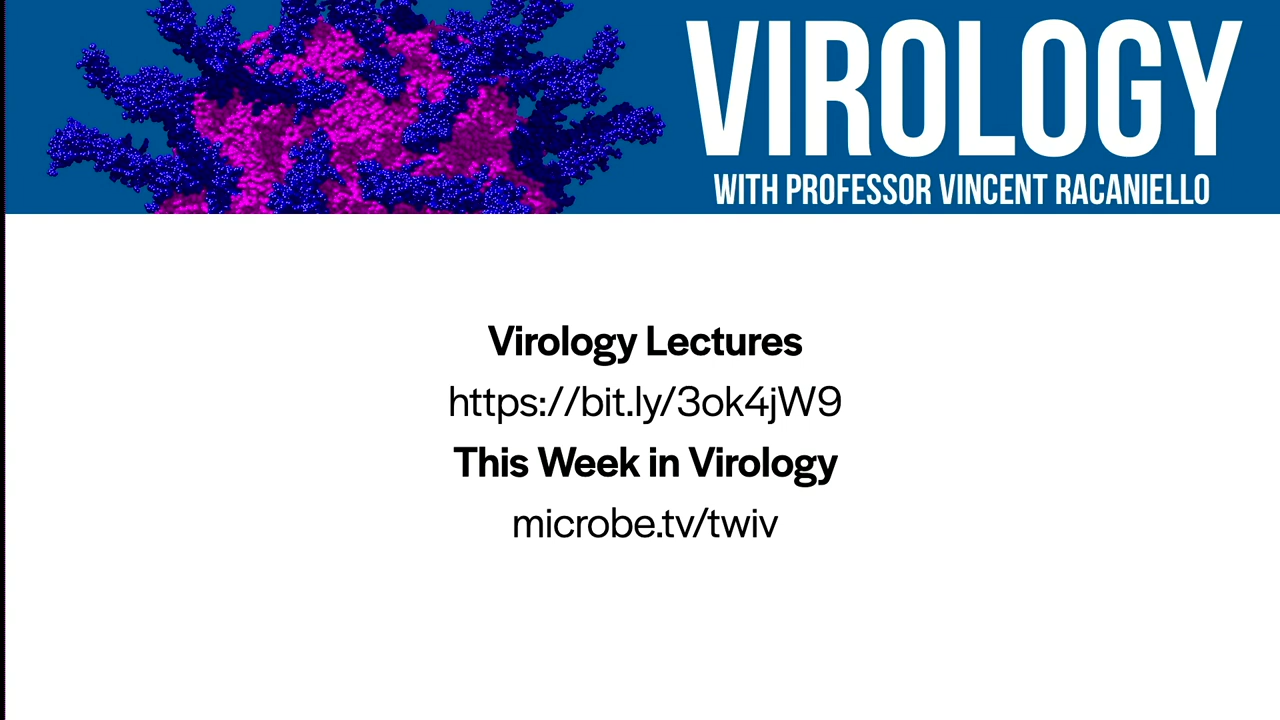 VIROLOGY
WITH PROFESSOR VINCENT RACANIELLO
Virology Lectures
https://bit.ly/3ok4jW9
This Week in Virology
microbe.tv/twiv